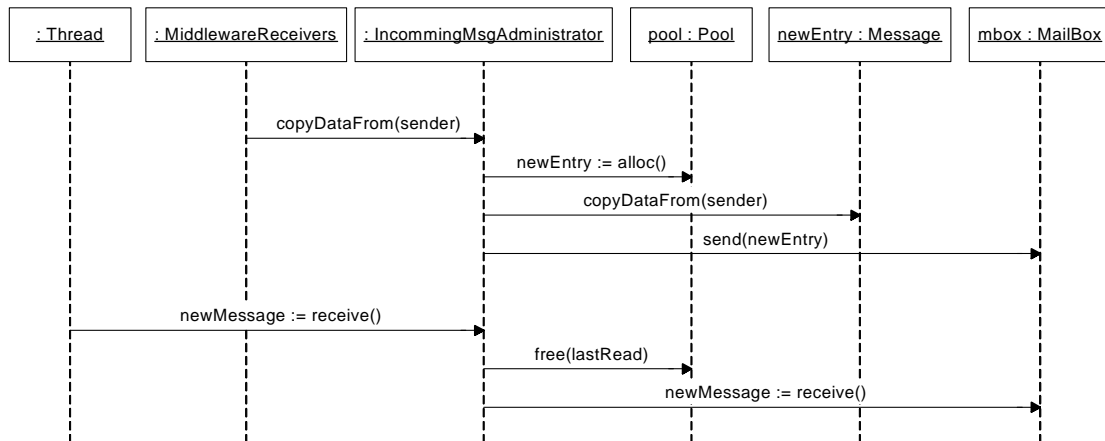 : Thread
: MiddlewareReceivers
: IncommingMsgAdministrator
pool : Pool
newEntry : Message
mbox : MailBox
copyDataFrom(sender)
newEntry := alloc()
copyDataFrom(sender)
send(newEntry)
newMessage := receive()
free(lastRead)
newMessage := receive()